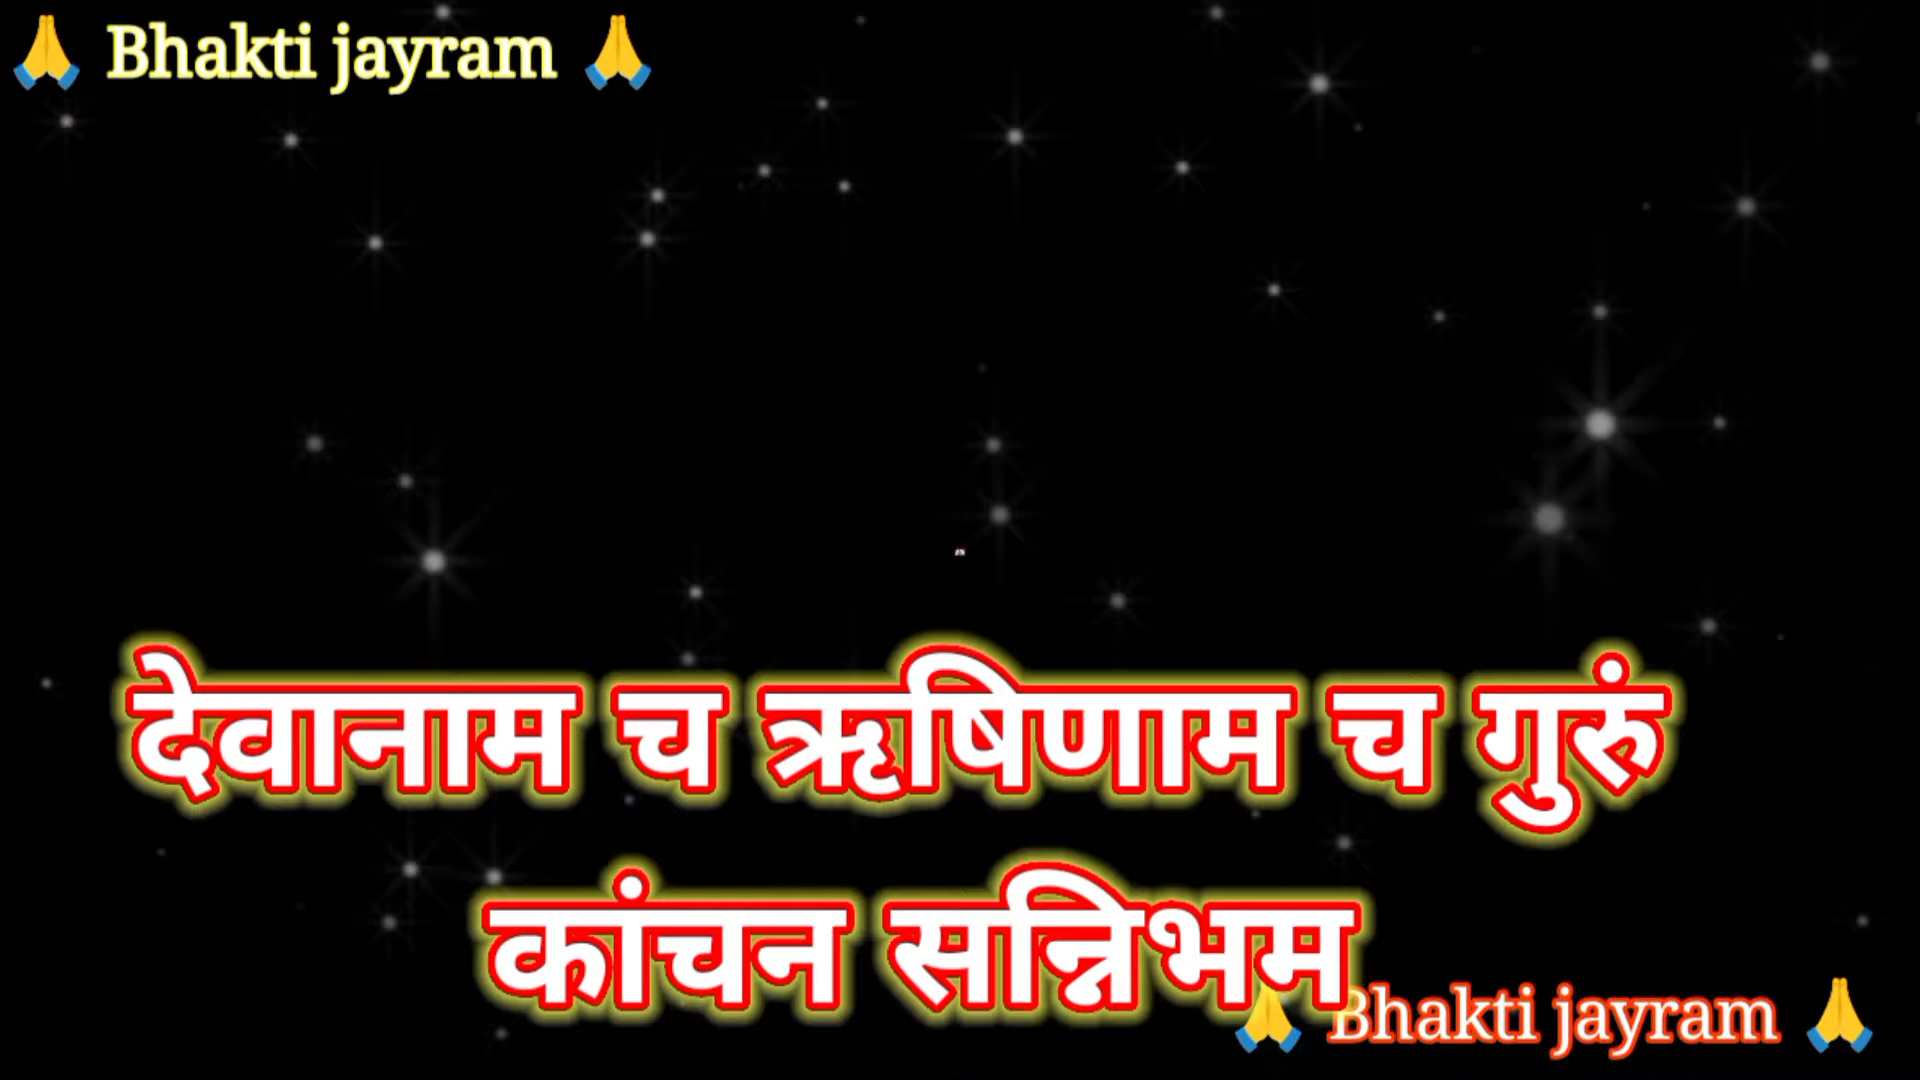 🙏 Bhakti jayram 🙏
देवानाम च ऋषिणाम च गुरुं
कांचन सन्निभम
🙏 Bhakti jayram 🙏